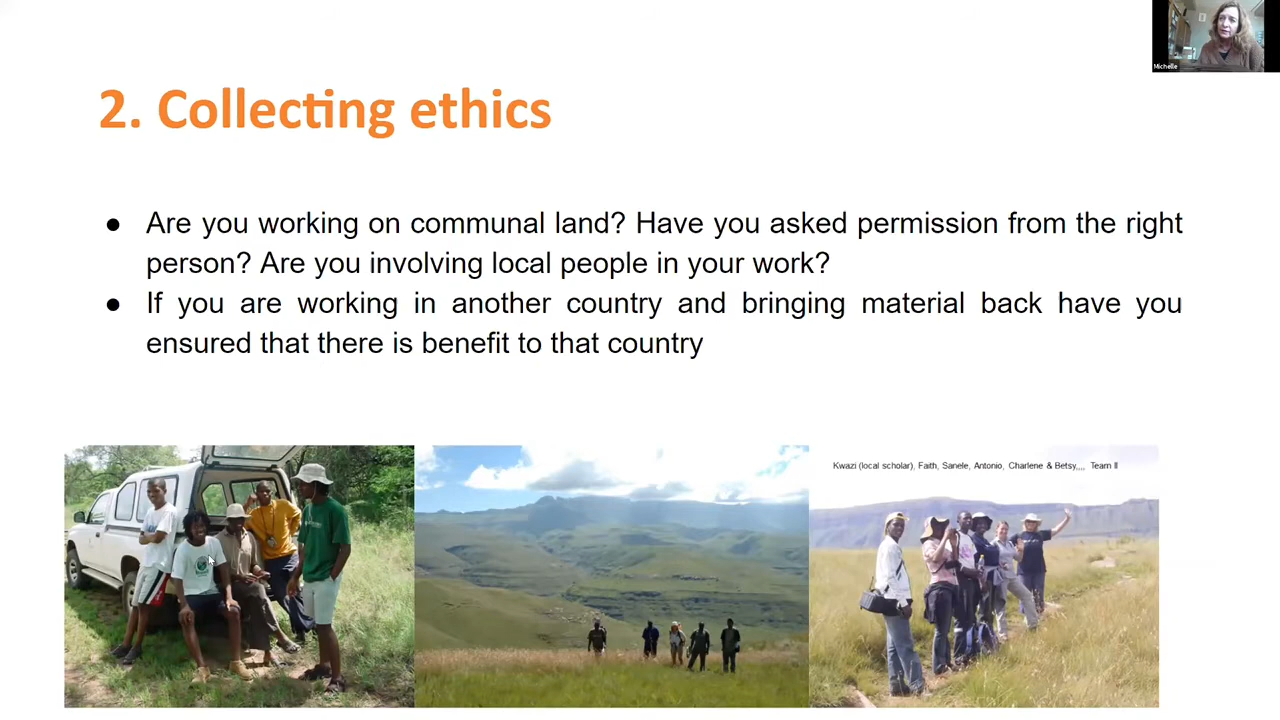 Michelle
2. Collecting ethics
● Are you working on communal land? Have you asked permission from the right
person? Are you involving local people in your work?
● If you are working in another country and bringing material back have you
ensured that there is benefit to that country
Kwazi (local scholar), Faith, Sanele, Antonio, Charlene & Betsy,,,, Team II